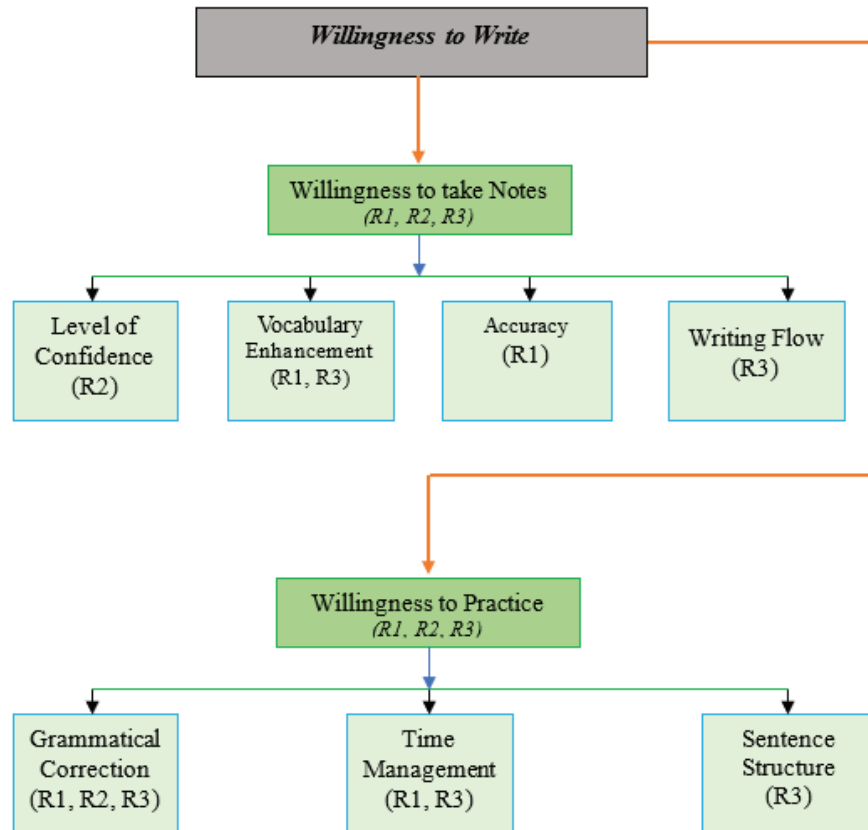 Willingness to Write
Willingness to take Notes
(R1, R2, R3)
Level of
Confidence
(R2)
Vocabulary
Enhancement
(R1, R3)
Accuracy
(R1)
Writing Flow
(R3)
Willingness to Practice
(R1, R2, R3)
Grammatical
Correction
(R1, R2, R3)
Time
Management
(R1, R3)
Sentence
Structure
(R3)